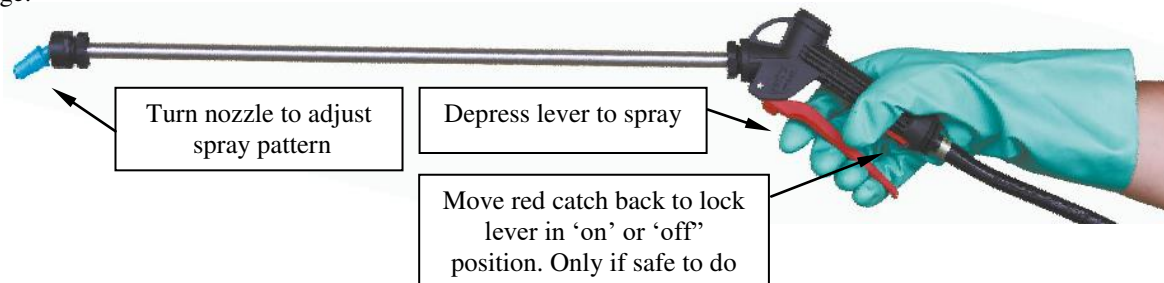 ge.
Turn nozzle to adjust
spray pattern
Depress lever to spray
Move red catch back to lock
lever in ‘on’ or ‘off”
position. Only if safe to do